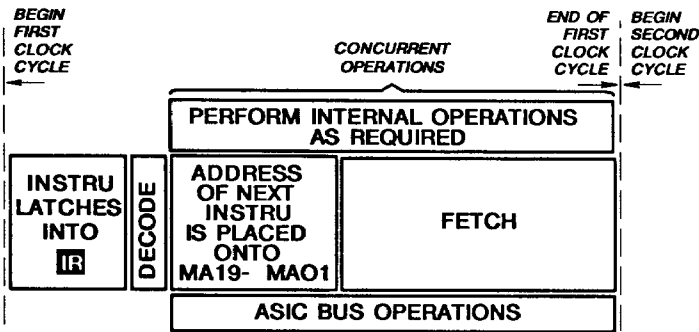 BEGIN
FIRST
CLOCK
CYCLE
CONCURRENT
OPERATIONS
END OF
FIRST
CLOCK
CYCLE
BEGIN
SECOND
CLOCK
CYCLE
PERFORM INTERNAL OPERATIONS
AS REQUIRED
INSTRU
LATCHES
INTO
IR
DECODE
ADDRESS
OF NEXT
INSTRU
IS PLACED
ONTO
MA19- MA01
FETCH
ASIC BUS OPERATIONS